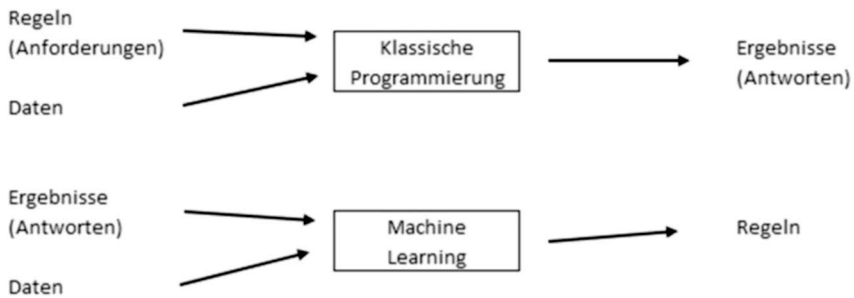 Regeln
(Anforderungen)
Daten
Klassische
Programmierung
Ergebnisse
(Antworten)
Ergebnisse
(Antworten)
Daten
Machine
Learning
Regeln